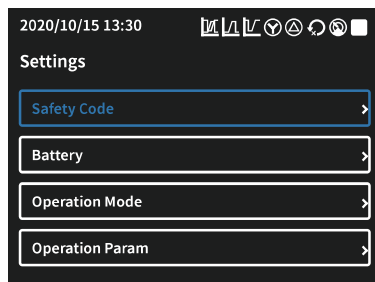 2020/10/15 13:30
Settings
Safety Code
Battery
Operation Mode
Operation Param